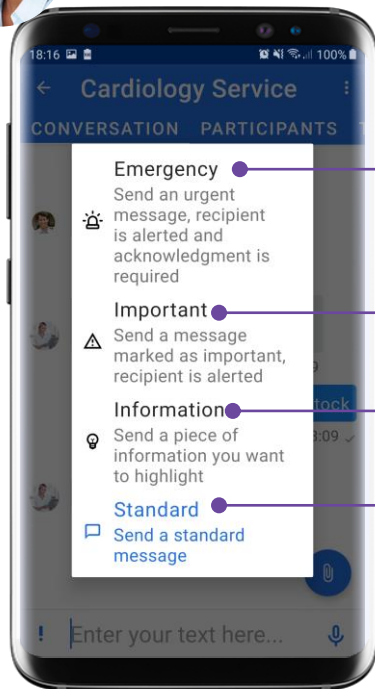 18:16 100%
Cardiology Service
CONVERSATION PARTICIPANTS
Emergency
Send an urgent
message, recipient
is alerted and
acknowledgment is
required
Important
Send a message
marked as important,
recipient is alerted
Information
Send a piece of
information you want
to highlight
Standard
Send a standard
message
tock
:09
Enter your text here...